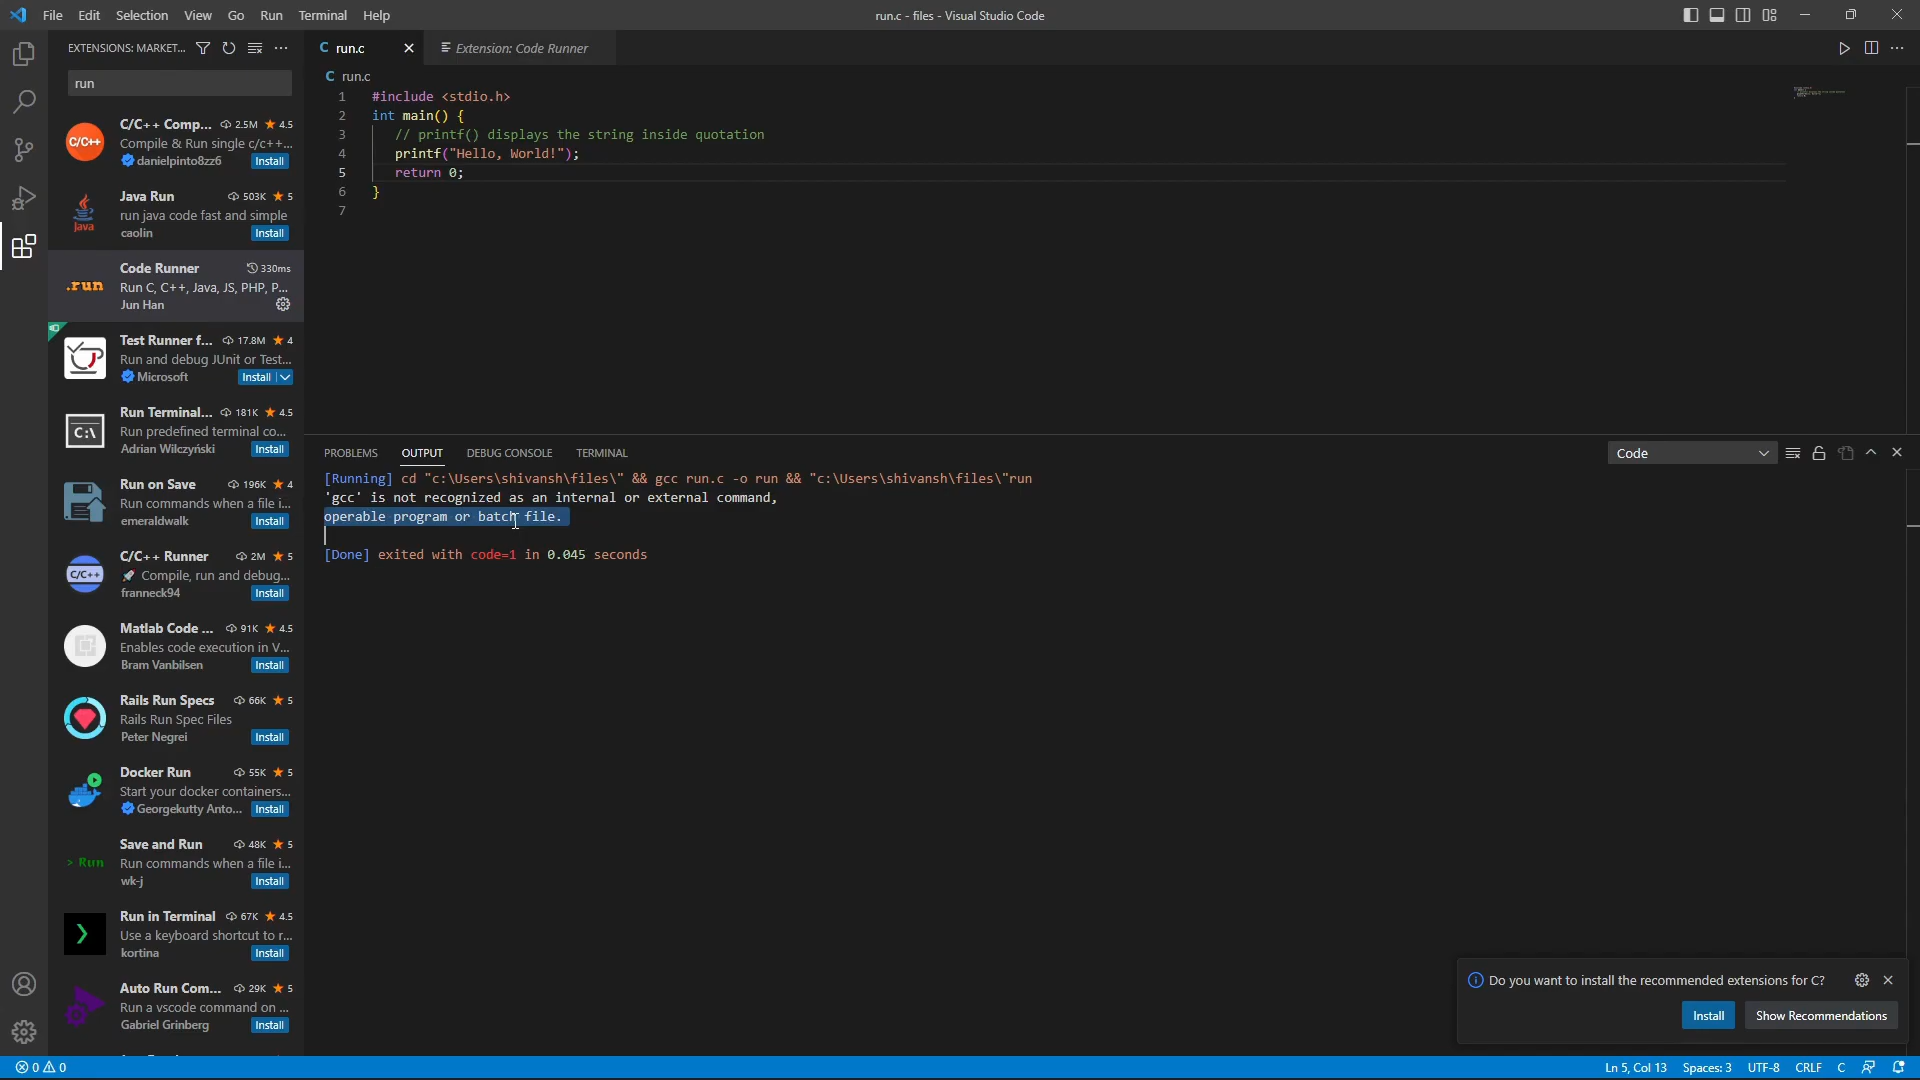 File Edit Selection View Go Run Terminal Help
run.c - files - Visual Studio Code
EXTENSIONS: MARKET...
run
C/C++
C/C++ Comp... 2.5M 4.5
Compile & Run single c/c++...
danielpinto8zz6 Install
Java
Java Run 503K 5
run java code fast and simple
caolin Install
.run
Code Runner 330ms
Run C, C++, Java, JS, PHP, P...
Jun Han
Test Runner f... 17.8M 4
Run and debug JUnit or Test...
Microsoft Install
C:\
Run Terminal... 181K 4.5
Run predefined terminal co...
Adrian Wilczyński Install
Run on Save 196K 4
Run commands when a file i...
emeraldwalk Install
C/C++
C/C++ Runner 2M 5
Compile, run and debug...
franneck94 Install
Matlab Code ... 91K 4.5
Enables code execution in V...
Bram Vanbilsen Install
Rails Run Specs 66K 5
Rails Run Spec Files
Peter Negrei Install
Docker Run 55K 5
Start your docker containers...
Georgekutty Anto... Install
> Run
Save and Run 48K 5
Run commands when a file i...
wk-j Install
Run in Terminal 67K 4.5
Use a keyboard shortcut to r...
kortina Install
Auto Run Com... 29K 5
Run a vscode command on ...
Gabriel Grinberg Install
C run.c
Extension: Code Runner
C run.c
1 #include <stdio.h>
2 int main() {
3 // printf() displays the string inside quotation
4 printf("Hello, World!");
5 return 0;
6 }
7
PROBLEMS OUTPUT DEBUG CONSOLE TERMINAL
Code
[Running] cd "c:\Users\shivansh\files\" && gcc run.c -o run && "c:\Users\shivansh\files\"run
'gcc' is not recognized as an internal or external command,
operable program or batch file.
[Done] exited with code=1 in 0.045 seconds
Do you want to install the recommended extensions for C?
Install Show Recommendations
0 0
Ln 5, Col 13 Spaces: 3 UTF-8 CRLF C